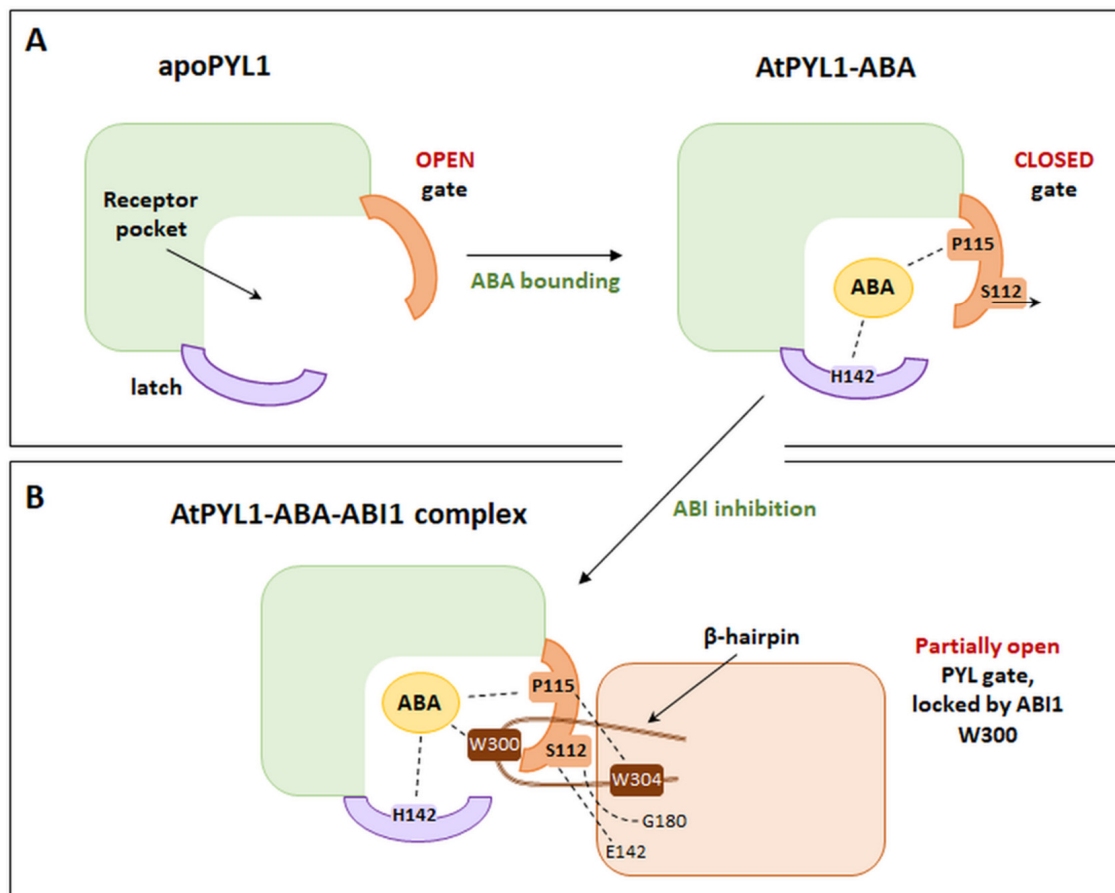 A
apoPYL1
AtPYL1-ABA
OPEN
gate
CLOSED
gate
Receptor
pocket
P115
ABA bounding
ABA
S112
latch
H142
B
AtPYL1-ABA-ABI1 complex
ABI inhibition
β-hairpin
Partially open
PYL gate,
locked by ABI1
W300
P115
ABA
W300
S112
W304
H142
G180
E142